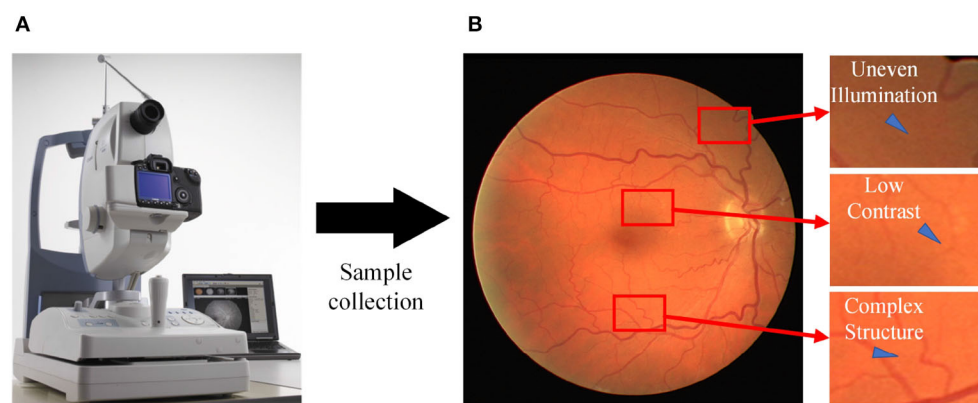 A
B
Sample
collection
Uneven
Illumination
Low
Contrast
Complex
Structure